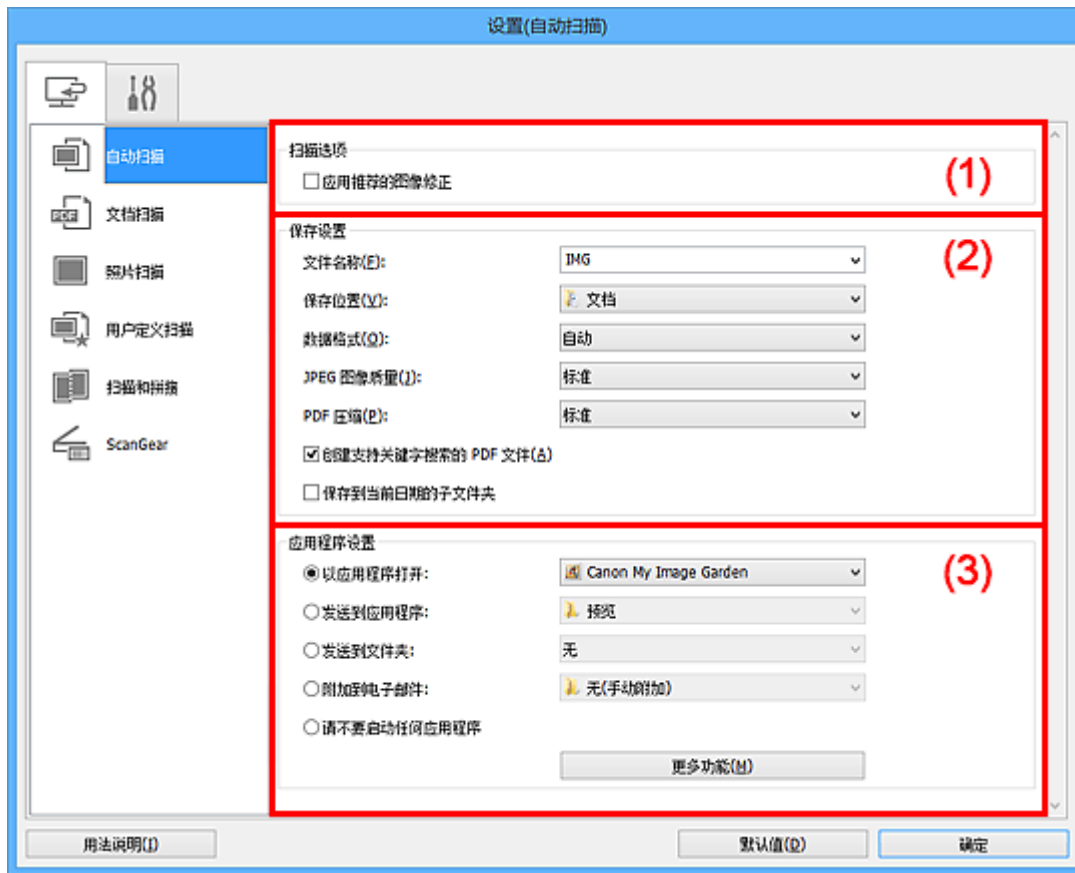 设置(自动扫描)
自动扫描
文档扫描
照片扫描
用户定义扫描
扫描和拼接
ScanGear
扫描选项
应用推荐的图像修正
(1)
保存设置
(2)
文件名称(F): IMG
保存位置(V): 文档
数据格式(O): 自动
JPEG 图像质量(J): 标准
PDF 压缩(P): 标准
创建支持关键字搜索的 PDF 文件(A)
保存到当前日期的子文件夹
应用程序设置
(3)
以应用程序打开: Canon My Image Garden
发送到应用程序: 预览
发送到文件夹: 无
附加到电子邮件: 无(手动附加)
请不要启动任何应用程序
更多功能(M)
用法说明(I) 默认值(D) 确定